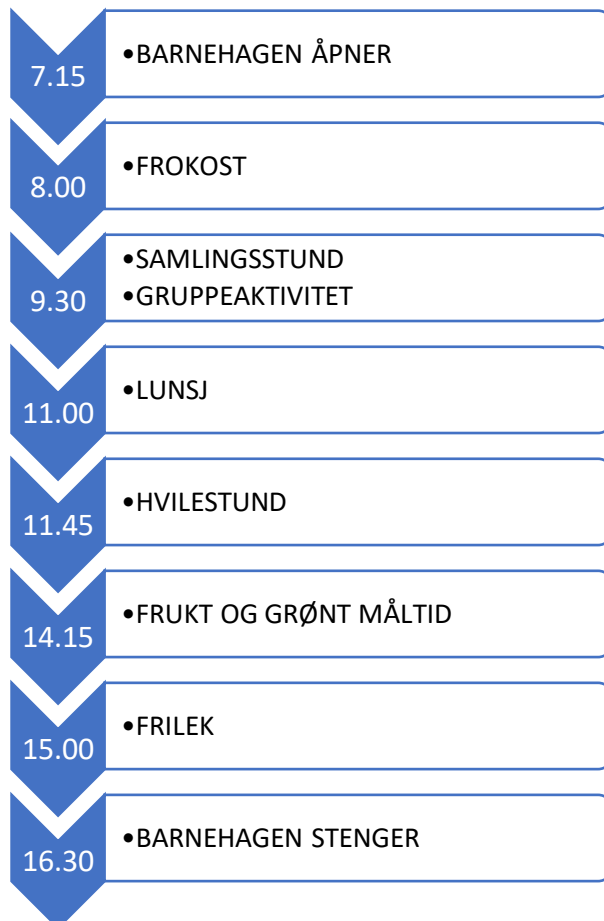 7.15
•BARNEHAGEN ÅPNER
8.00
•FROKOST
9.30
•SAMLINGSSTUND
•GRUPPEAKTIVITET
11.00
•LUNSJ
11.45
•HVILESTUND
14.15
•FRUKT OG GRØNT MÅLTID
15.00
•FRILEK
16.30
•BARNEHAGEN STENGER